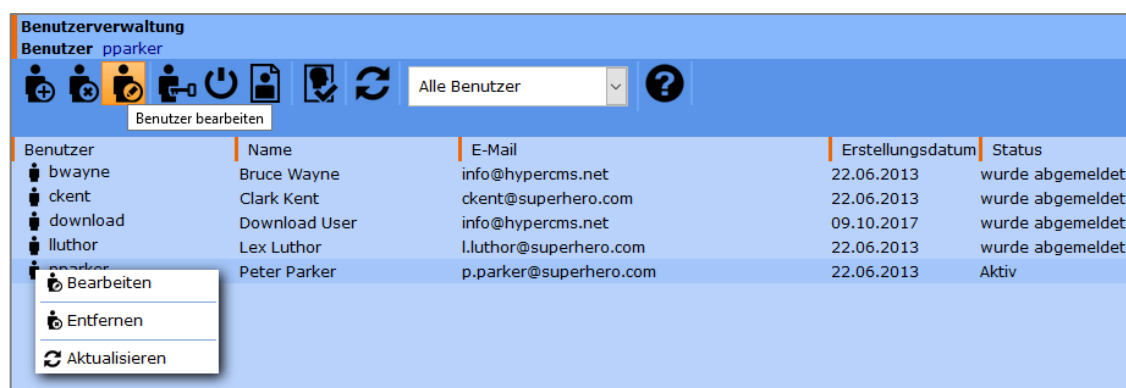 Benutzerverwaltung
Benutzer pparker
Alle Benutzer
Benutzer bearbeiten
Benutzer Name E-Mail Erstellungsdatum Status
bwayne Bruce Wayne info@hypercms.net 22.06.2013 wurde abgemeldet
ckent Clark Kent ckent@superhero.com 22.06.2013 wurde abgemeldet
download Download User info@hypercms.net 09.10.2017 wurde abgemeldet
lluthor Lex Luthor l.luthor@superhero.com 22.06.2013 wurde abgemeldet
pparker Peter Parker p.parker@superhero.com 22.06.2013 Aktiv
Bearbeiten
Entfernen
Aktualisieren